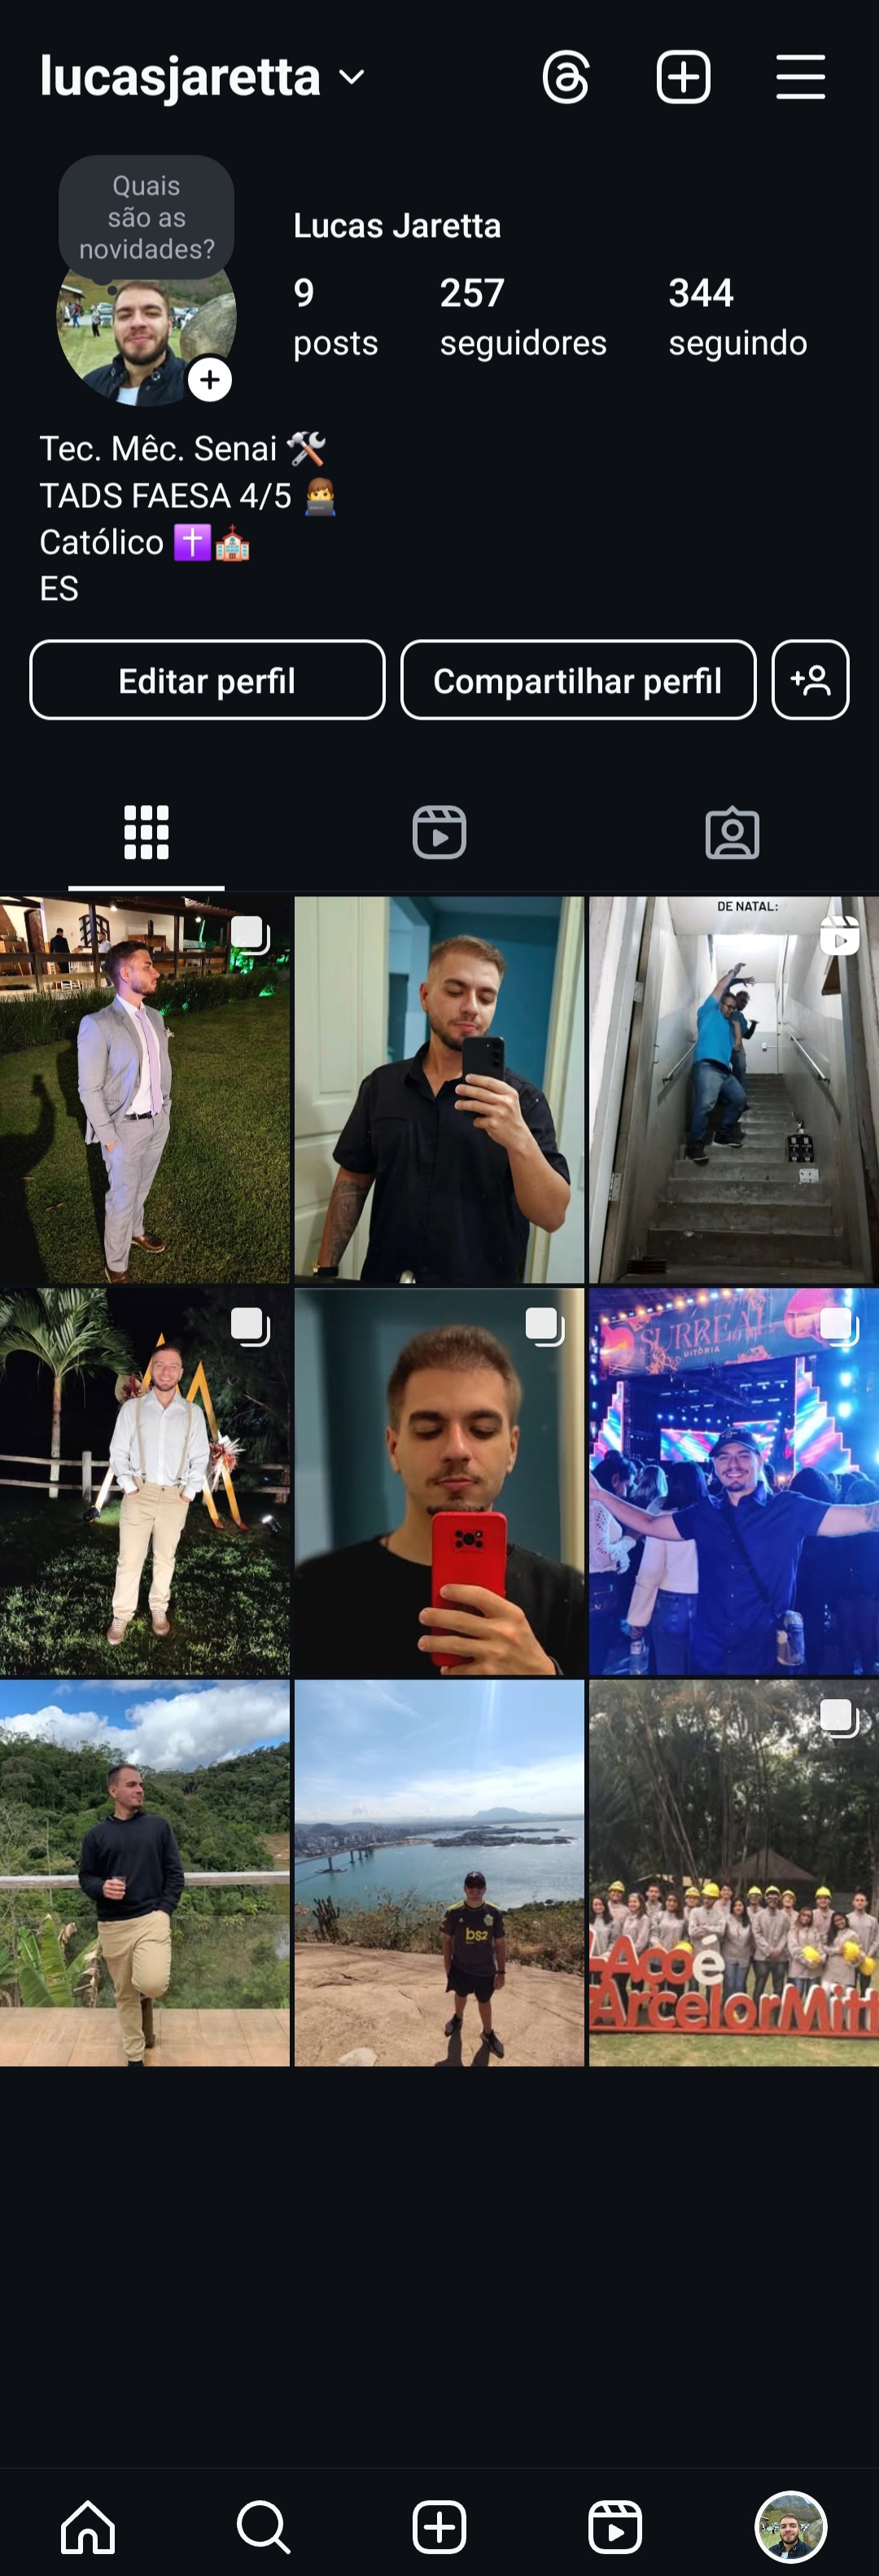 lucasjaretta
Quais
são as
novidades?
Lucas Jaretta
9 257 344
posts seguidores seguindo
Tec. Mêc. Senai 🛠️
TADS FAESA 4/5 🧑‍💻
Católico ✝️⛪
ES
Editar perfil Compartilhar perfil
DE NATAL:
SURREAL
VITÓRIA
bs2
Aço é
ArcelorMitt